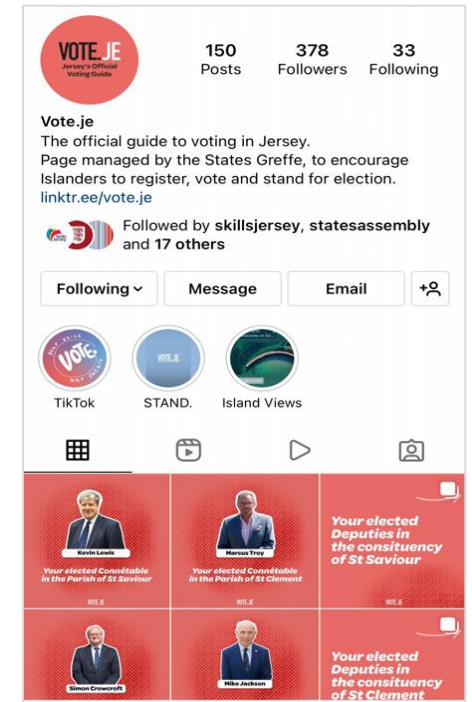 VOTE.JE
Jersey's Official
Voting Guide
150
Posts
378
Followers
33
Following
Vote.je
The official guide to voting in Jersey.
Page managed by the States Greffe, to encourage
Islanders to register, vote and stand for election.
linktr.ee/vote.je
Followed by skillsjersey, statesassembly
and 17 others
Following
Message
Email
VOTE
VOTE.JE
TikTok
STAND.
Island Views
Kevin Lewis
Your elected Connétable
in the Parish of St Saviour
VOTE.JE
Marcus Troy
Your elected Connétable
in the Parish of St Clement
VOTE.JE
Your elected
Deputies in
the consituency
of St Saviour
VOTE.JE
Simon Crowcroft
Mike Jackson
Your elected
Deputies in
the consituency
of St Clement